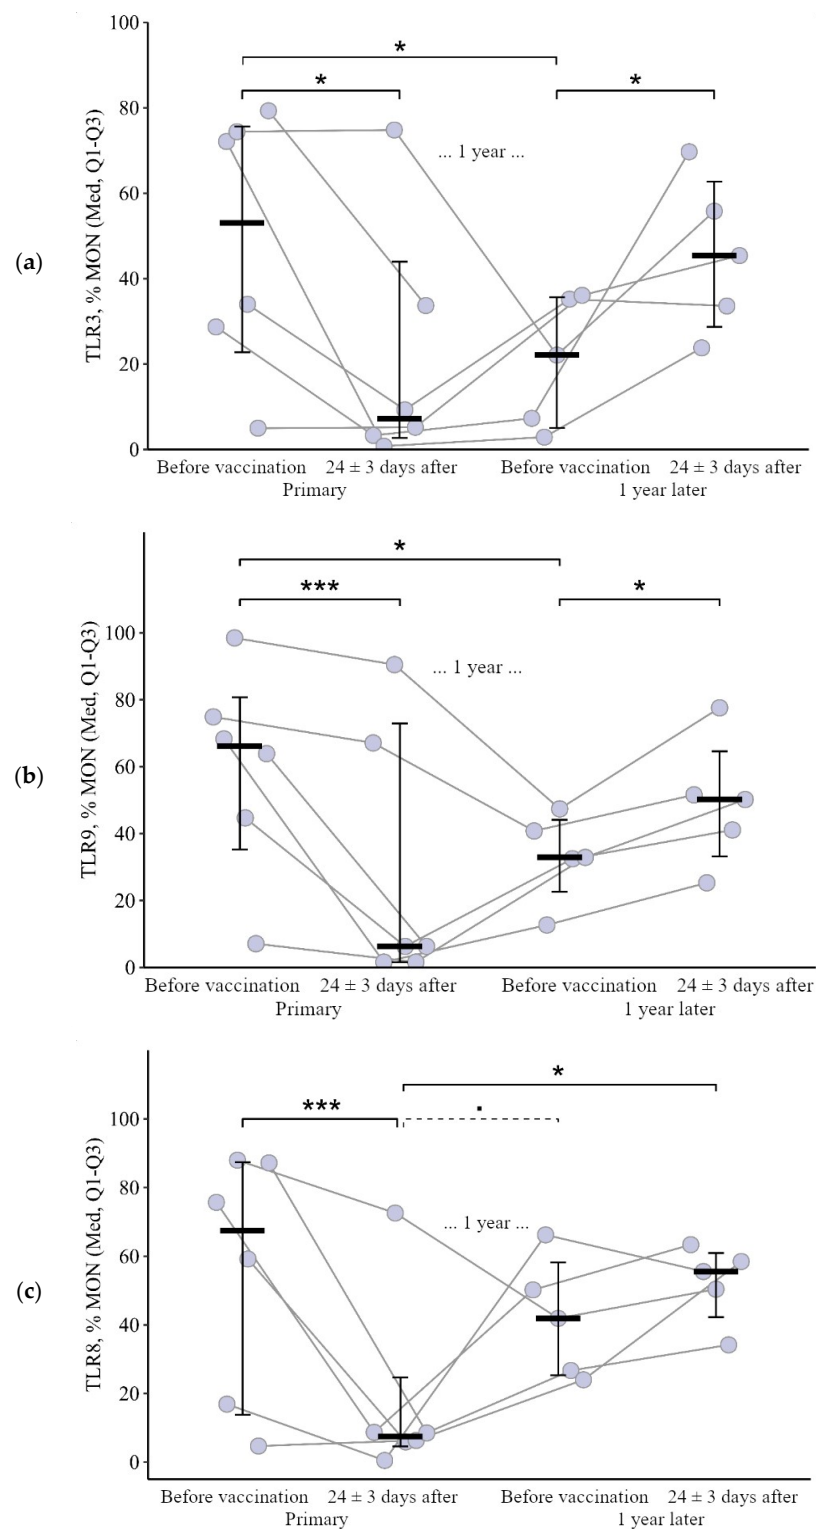 100
*
*
*
80
... 1 year ...
60
(a)
TLR3, % MON (Med, Q1-Q3)
40
20
0
Before vaccination 24 ± 3 days after Before vaccination 24 ± 3 days after
Primary 1 year later
*
***
*
100
... 1 year ...
80
(b)
TLR9, % MON (Med, Q1-Q3)
60
40
20
0
Before vaccination 24 ± 3 days after Before vaccination 24 ± 3 days after
Primary 1 year later
*
***
.
100
80
... 1 year ...
60
(c)
TLR8, % MON (Med, Q1-Q3)
40
20
0
Before vaccination 24 ± 3 days after Before vaccination 24 ± 3 days after
Primary 1 year later